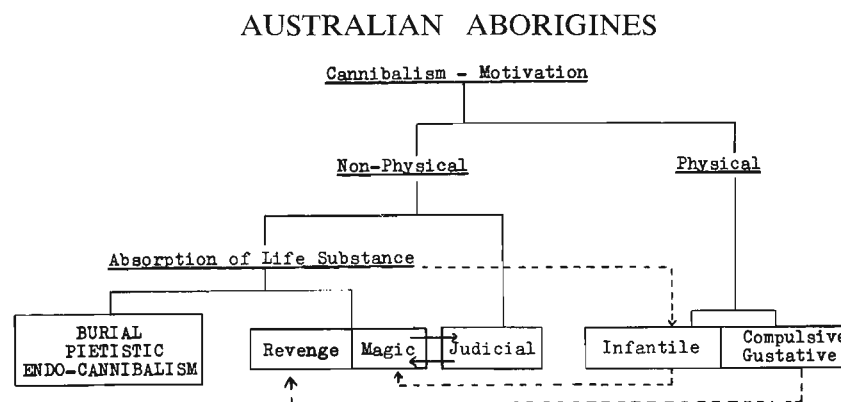 AUSTRALIAN ABORIGINES
Cannibalism - Motivation
Non-Physical
Physical
Absorption of Life Substance
BURIAL
PIETISTIC
ENDO-CANNIBALISM
Revenge
Magic
Judicial
Infantile
Compulsive
Gustative